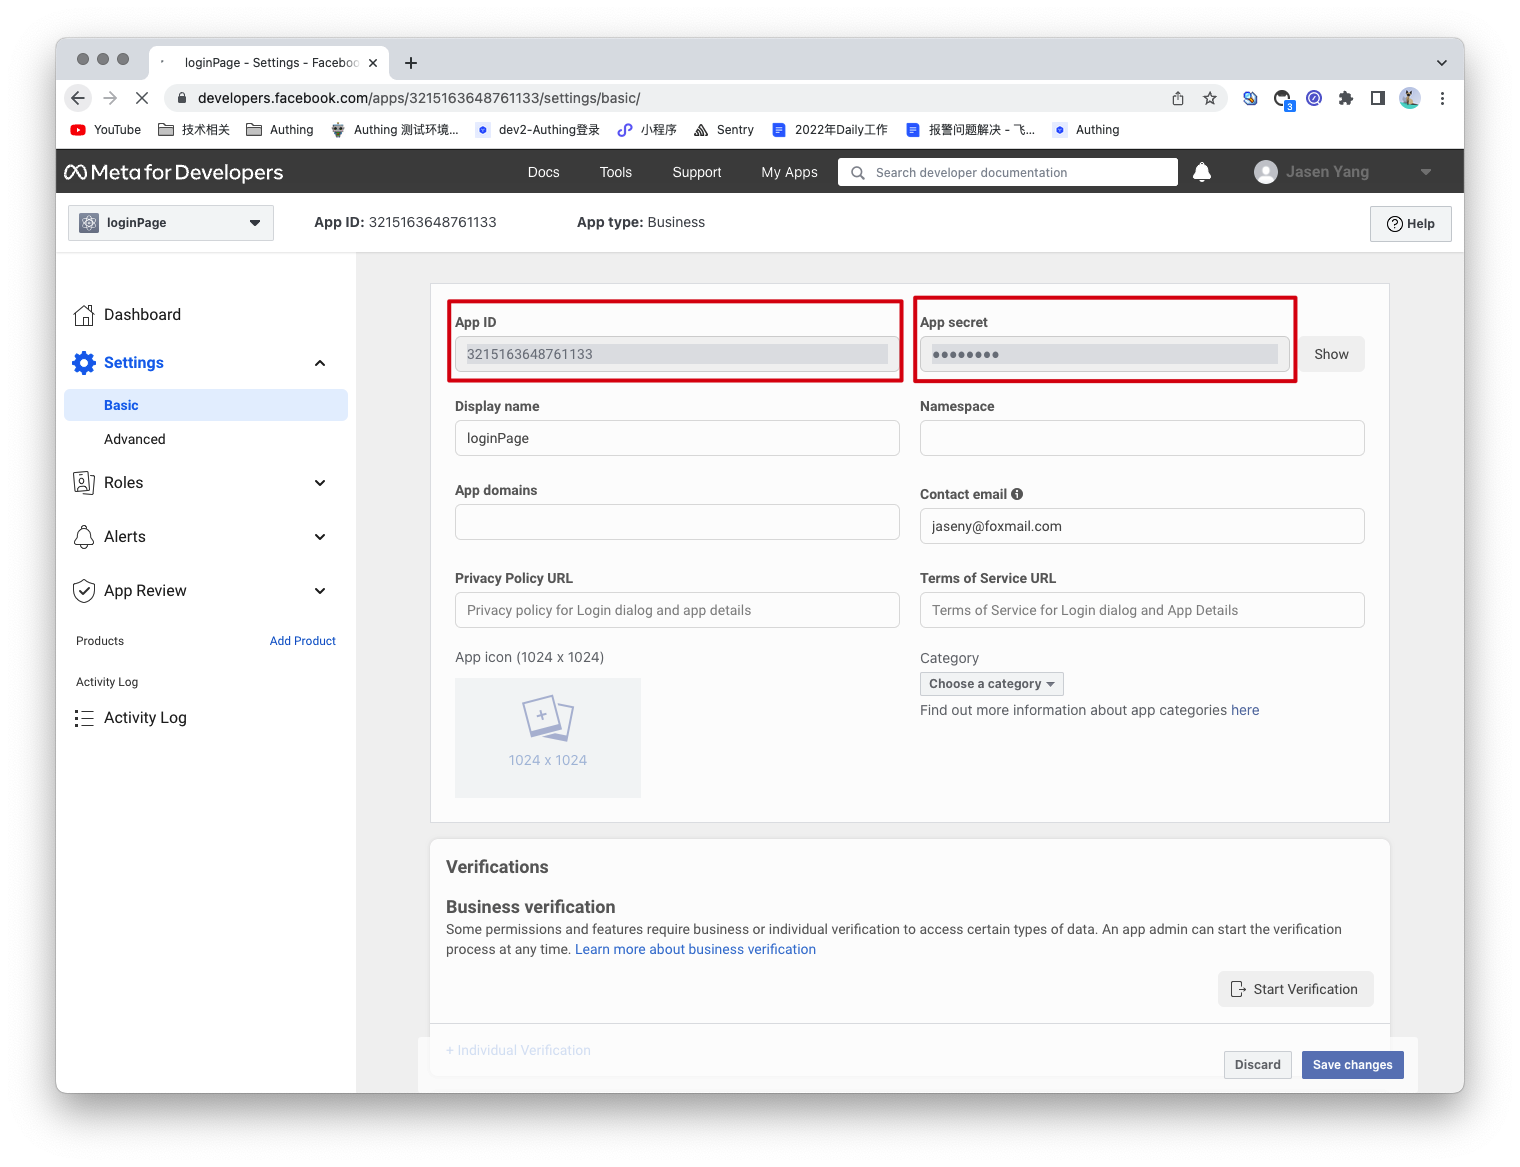 loginPage - Settings - Faceboo
developers.facebook.com/apps/3215163648761133/settings/basic/
3
YouTube 技术相关 Authing Authing 测试环境... dev2-Authing登录 小程序 Sentry 2022年Daily工作 报警问题解决 - 飞... Authing
Meta for Developers Docs Tools Support My Apps Search developer documentation Jasen Yang
loginPage App ID: 3215163648761133 App type: Business Help
Dashboard
Settings
Basic
Advanced
Roles
Alerts
App Review
Products Add Product
Activity Log
Activity Log
App ID App secret
3215163648761133 ●●●●●●●● Show
Display name Namespace
loginPage
App domains Contact email
jaseny@foxmail.com
Privacy Policy URL Terms of Service URL
Privacy policy for Login dialog and app details Terms of Service for Login dialog and App Details
App icon (1024 x 1024) Category
Choose a category
Find out more information about app categories here
1024 x 1024
Verifications
Business verification
Some permissions and features require business or individual verification to access certain types of data. An app admin can start the verification
process at any time. Learn more about business verification
Start Verification
+ Individual Verification
Discard Save changes